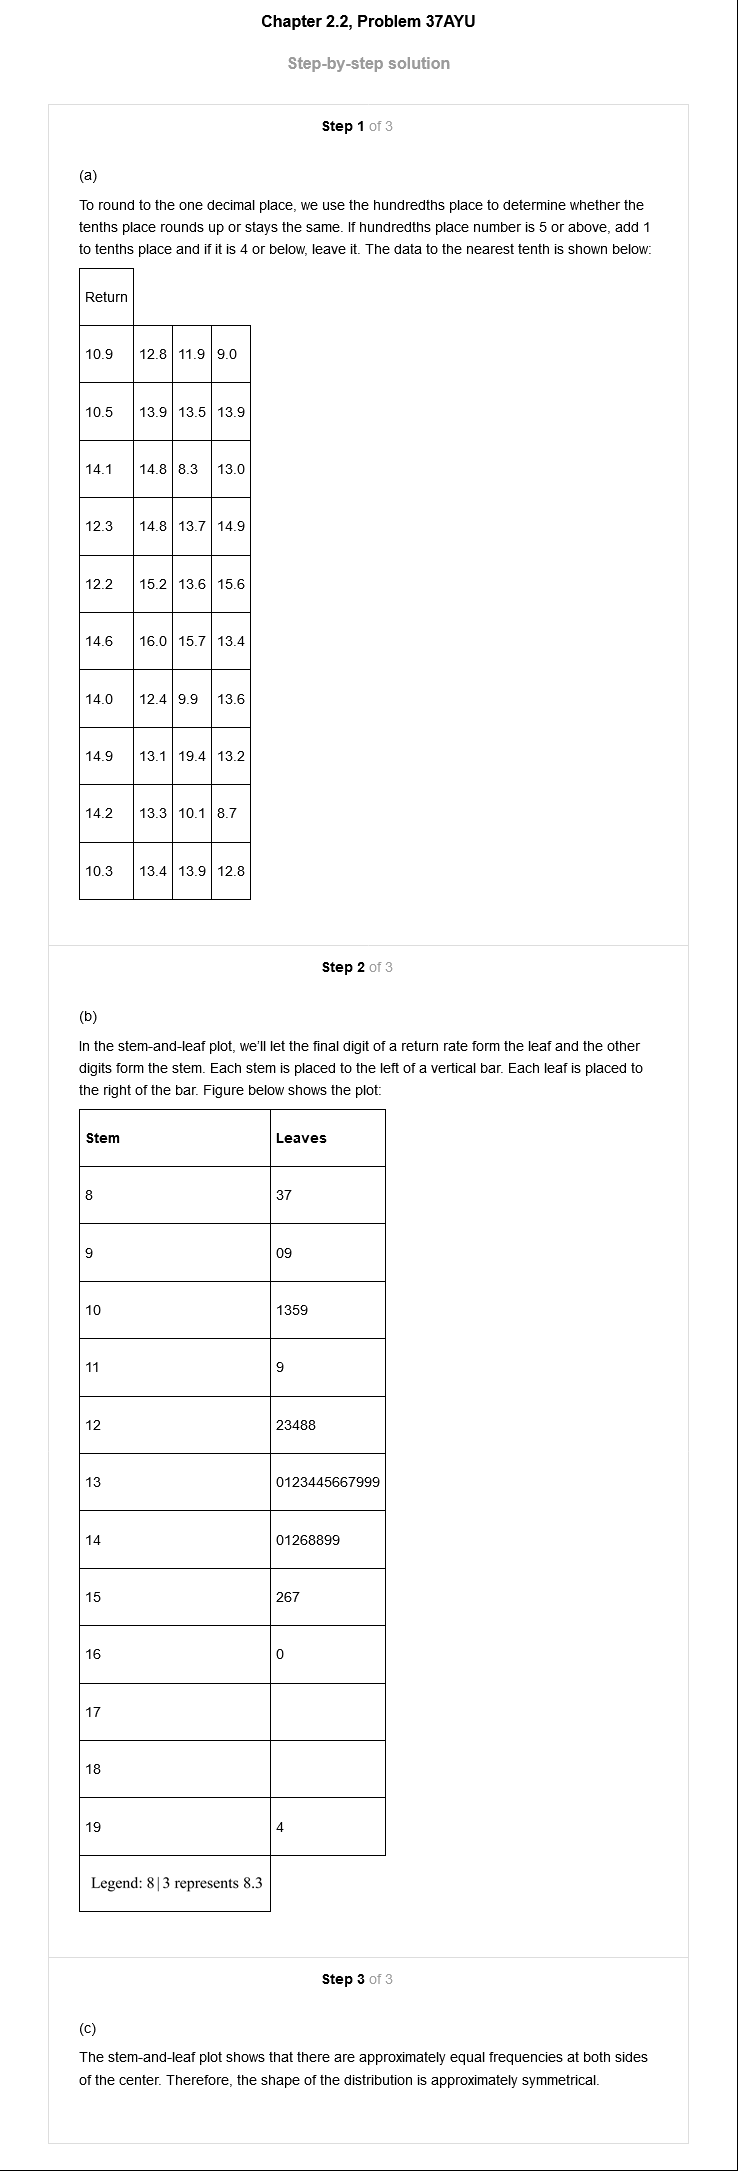 Chapter 2.2, Problem 37AYU
Step-by-step solution
Step 1 of 3
(a)
To round to the one decimal place, we use the hundredths place to determine whether the
tenths place rounds up or stays the same. If hundredths place number is 5 or above, add 1
to tenths place and if it is 4 or below, leave it. The data to the nearest tenth is shown below:
Return
10.9 12.8 11.9 9.0
10.5 13.9 13.5 13.9
14.1 14.8 8.3 13.0
12.3 14.8 13.7 14.9
12.2 15.2 13.6 15.6
14.6 16.0 15.7 13.4
14.0 12.4 9.9 13.6
14.9 13.1 19.4 13.2
14.2 13.3 10.1 8.7
10.3 13.4 13.9 12.8
Step 2 of 3
(b)
In the stem-and-leaf plot, we'll let the final digit of a return rate form the leaf and the other
digits form the stem. Each stem is placed to the left of a vertical bar. Each leaf is placed to
the right of the bar. Figure below shows the plot:
Stem Leaves
8 37
9 09
10 1359
11 9
12 23488
13 0123445667999
14 01268899
15 267
16 0
17
18
19 4
Legend: 8|3 represents 8.3
Step 3 of 3
(c)
The stem-and-leaf plot shows that there are approximately equal frequencies at both sides
of the center. Therefore, the shape of the distribution is approximately symmetrical.